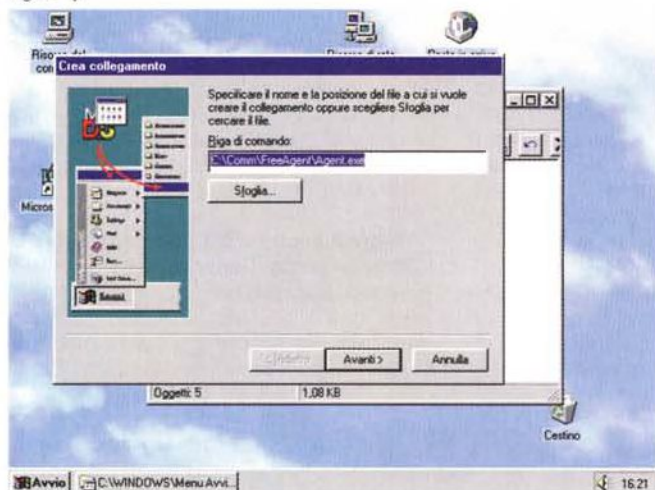 Crea collegamento
Specificare il nome e la posizione del file a cui si vuole
creare il collegamento oppure scegliere Sfoglia per
cercare il file.
Riga di comando:
C:\Comm\FreeAgent\Agent.exe
Sfoglia...
Avanti >
Annulla
Oggetti: 5
1,08 KB
Cestino
Avvio
C:\WINDOWS\Menu Avvi...
16.21